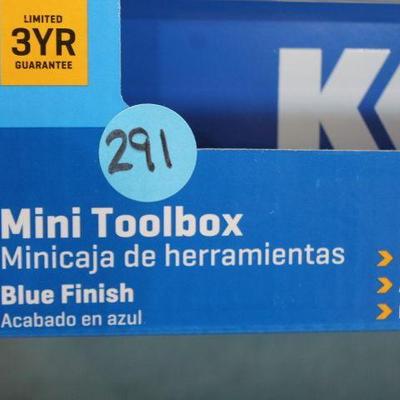 LIMITED
3YR
GUARANTEE
291
Mini Toolbox
Minicaja de herramientas
Blue Finish
Acabado en azul